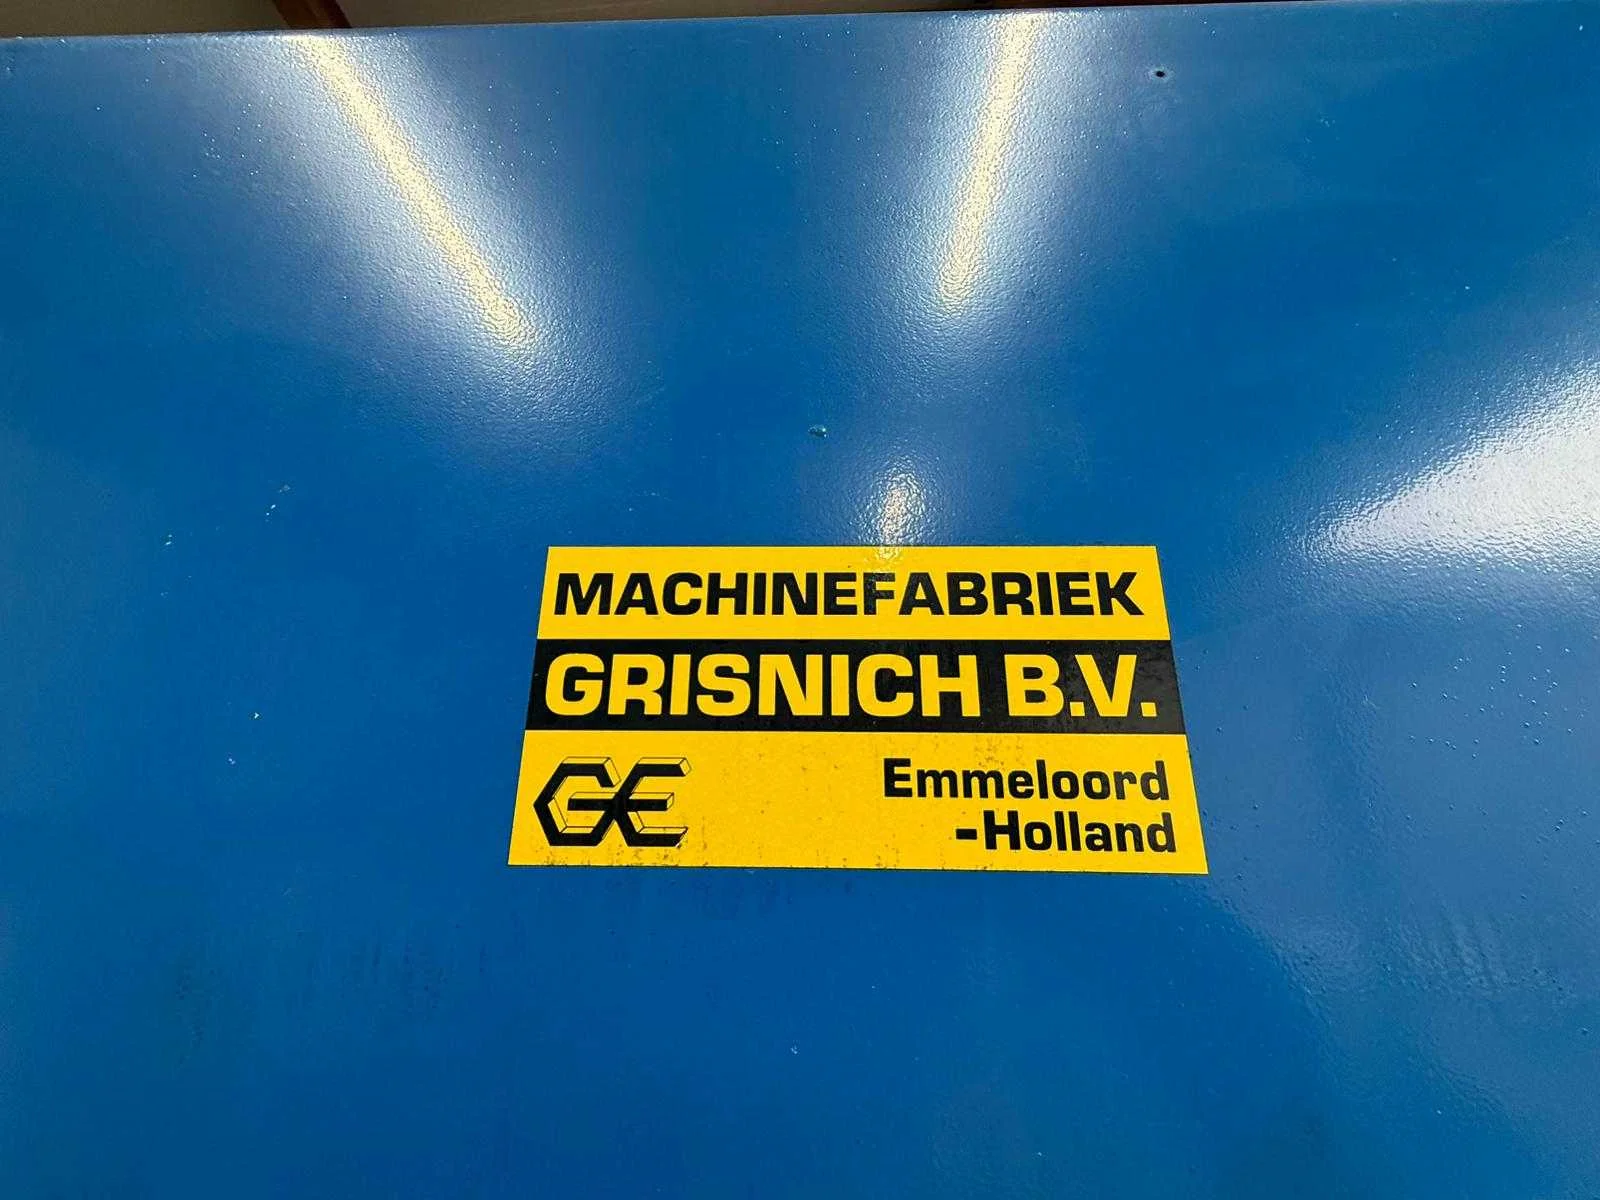 MACHINEFABRIEK
GRISNICH B.V.
GE
Emmeloord
-Holland